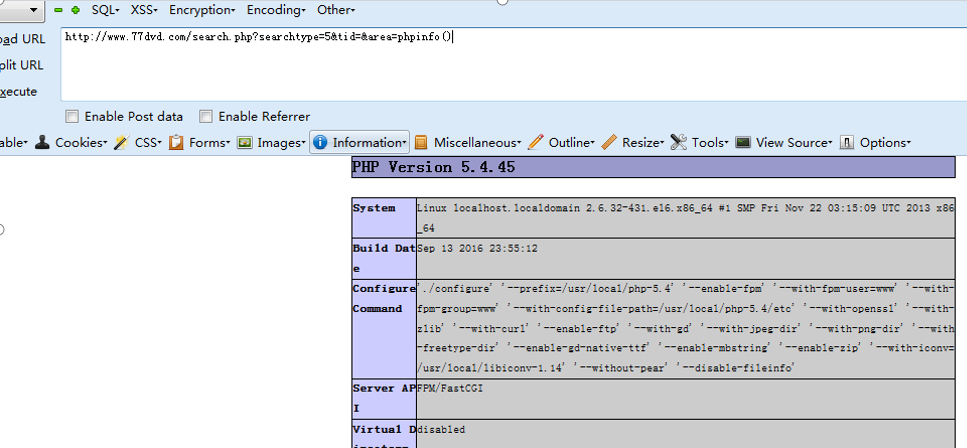 SQL XSS Encryption Encoding Other
ad URL
http://www.77dvd.com/search.php?searchtype=5&tid=&area=phpinfo()
plit URL
xecute
Enable Post data Enable Referrer
able Cookies CSS Forms Images Information Miscellaneous Outline Resize Tools View Source Options
PHP Version 5.4.45
System Linux localhost.localdomain 2.6.32-431.el6.x86_64 #1 SMP Fri Nov 22 03:15:09 UTC 2013 x86
_64
Build Dat Sep 13 2016 23:55:12
e
Configure './configure' '--prefix=/usr/local/php-5.4' '--enable-fpm' '--with-fpm-user=www' '--with-
Command fpm-group=www' '--with-config-file-path=/usr/local/php-5.4/etc' '--with-openssl' '--with-
zlib' '--with-curl' '--enable-ftp' '--with-gd' '--with-jpeg-dir' '--with-png-dir' '--with
-freetype-dir' '--enable-gd-native-ttf' '--enable-mbstring' '--enable-zip' '--with-iconv=
/usr/local/libiconv-1.14' '--without-pear' '--disable-fileinfo'
Server AP FPM/FastCGI
I
Virtual D disabled